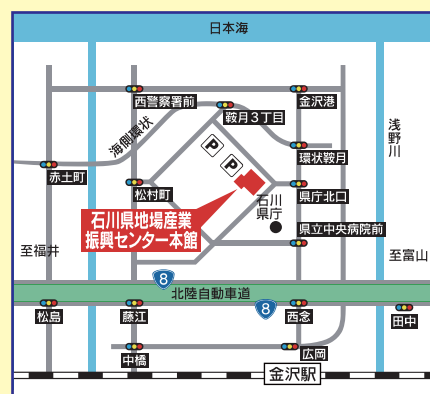 日本海
西警察署前
金沢港
鞍月3丁目
海側環状
浅野川
環状鞍月
P
P
赤土町
松村町
県庁北口
石川
県庁
石川県地場産業
振興センター本館
県立中央病院前
至福井
至富山
8
北陸自動車道
8
松島
藤江
西念
田中
中橋
広岡
金沢駅